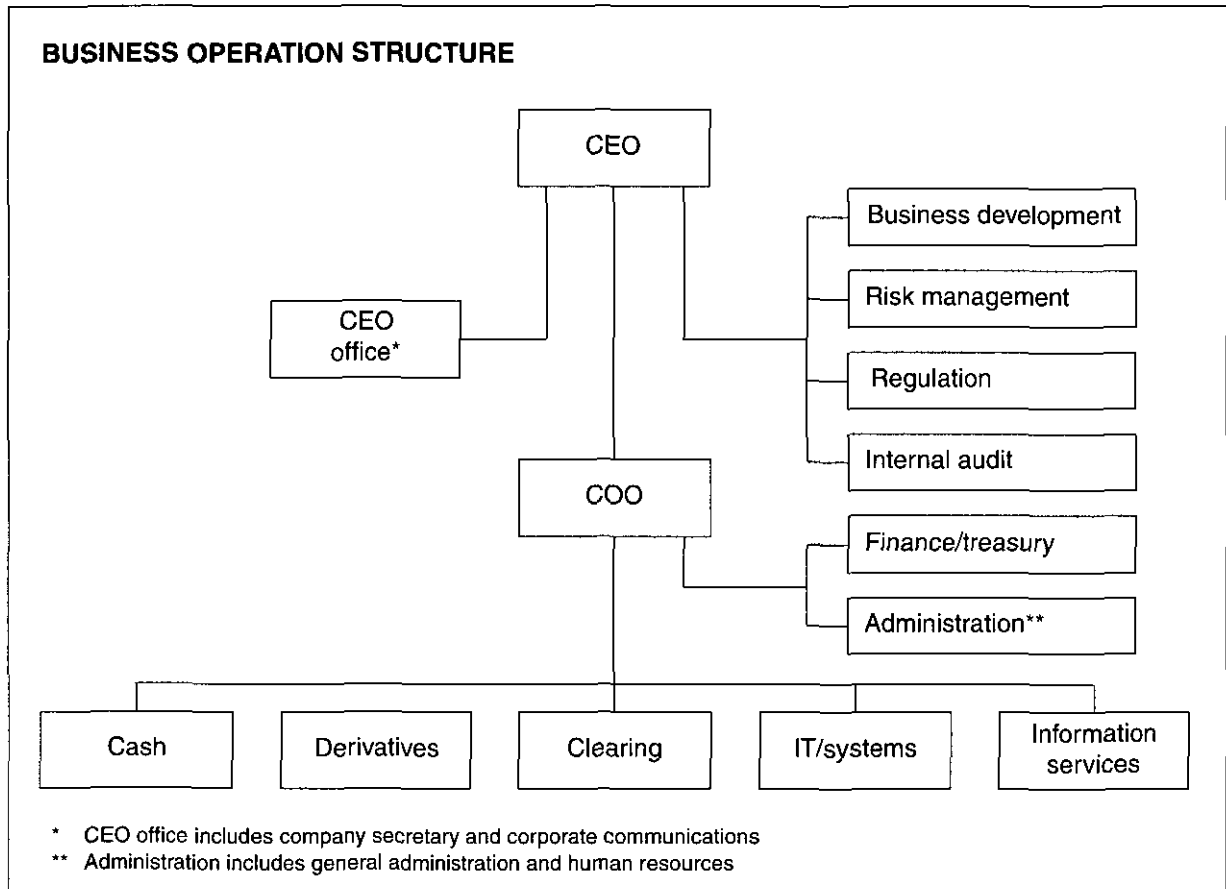 BUSINESS OPERATION STRUCTURE
CEO
Business development
Risk management
CEO
office*
Regulation
Internal audit
COO
Finance/treasury
Administration**
Cash
Derivatives
Clearing
IT/systems
Information
services
* CEO office includes company secretary and corporate communications
** Administration includes general administration and human resources